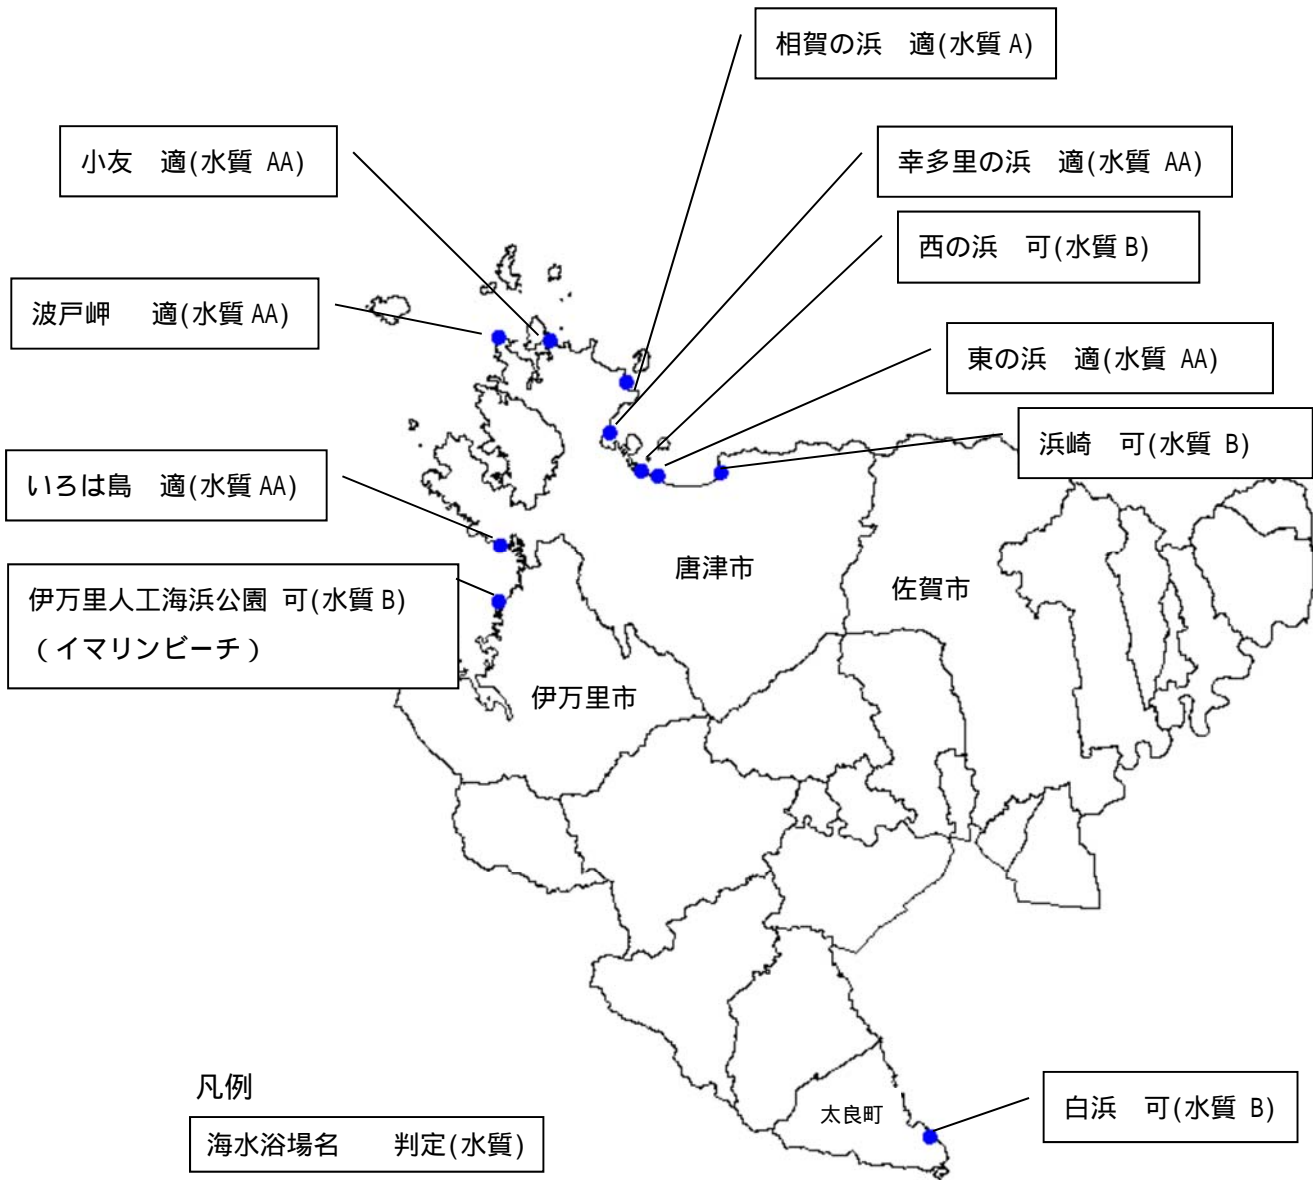 相賀の浜　適(水質 A)
小友　適(水質 AA)
幸多里の浜　適(水質 AA)
西の浜　可(水質 B)
波戸岬　適(水質 AA)
東の浜　適(水質 AA)
浜崎　可(水質 B)
いろは島　適(水質 AA)
唐津市
佐賀市
伊万里人工海浜公園 可(水質 B)
（イマリンビーチ）
伊万里市
凡例
海水浴場名　　判定(水質)
太良町
白浜　可(水質 B)